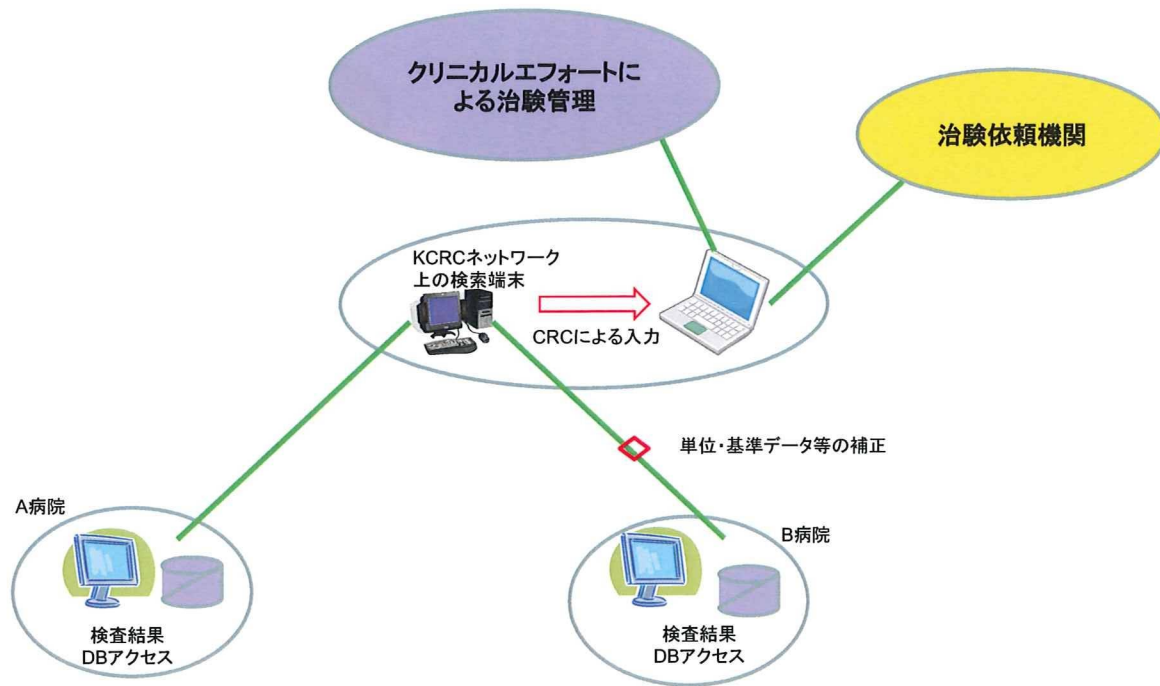 クリニカルエフォートに
よる治験管理
治験依頼機関
KCRCネットワーク
上の検索端末
CRCによる入力
単位・基準データ等の補正
A病院
検査結果
DBアクセス
B病院
検査結果
DBアクセス